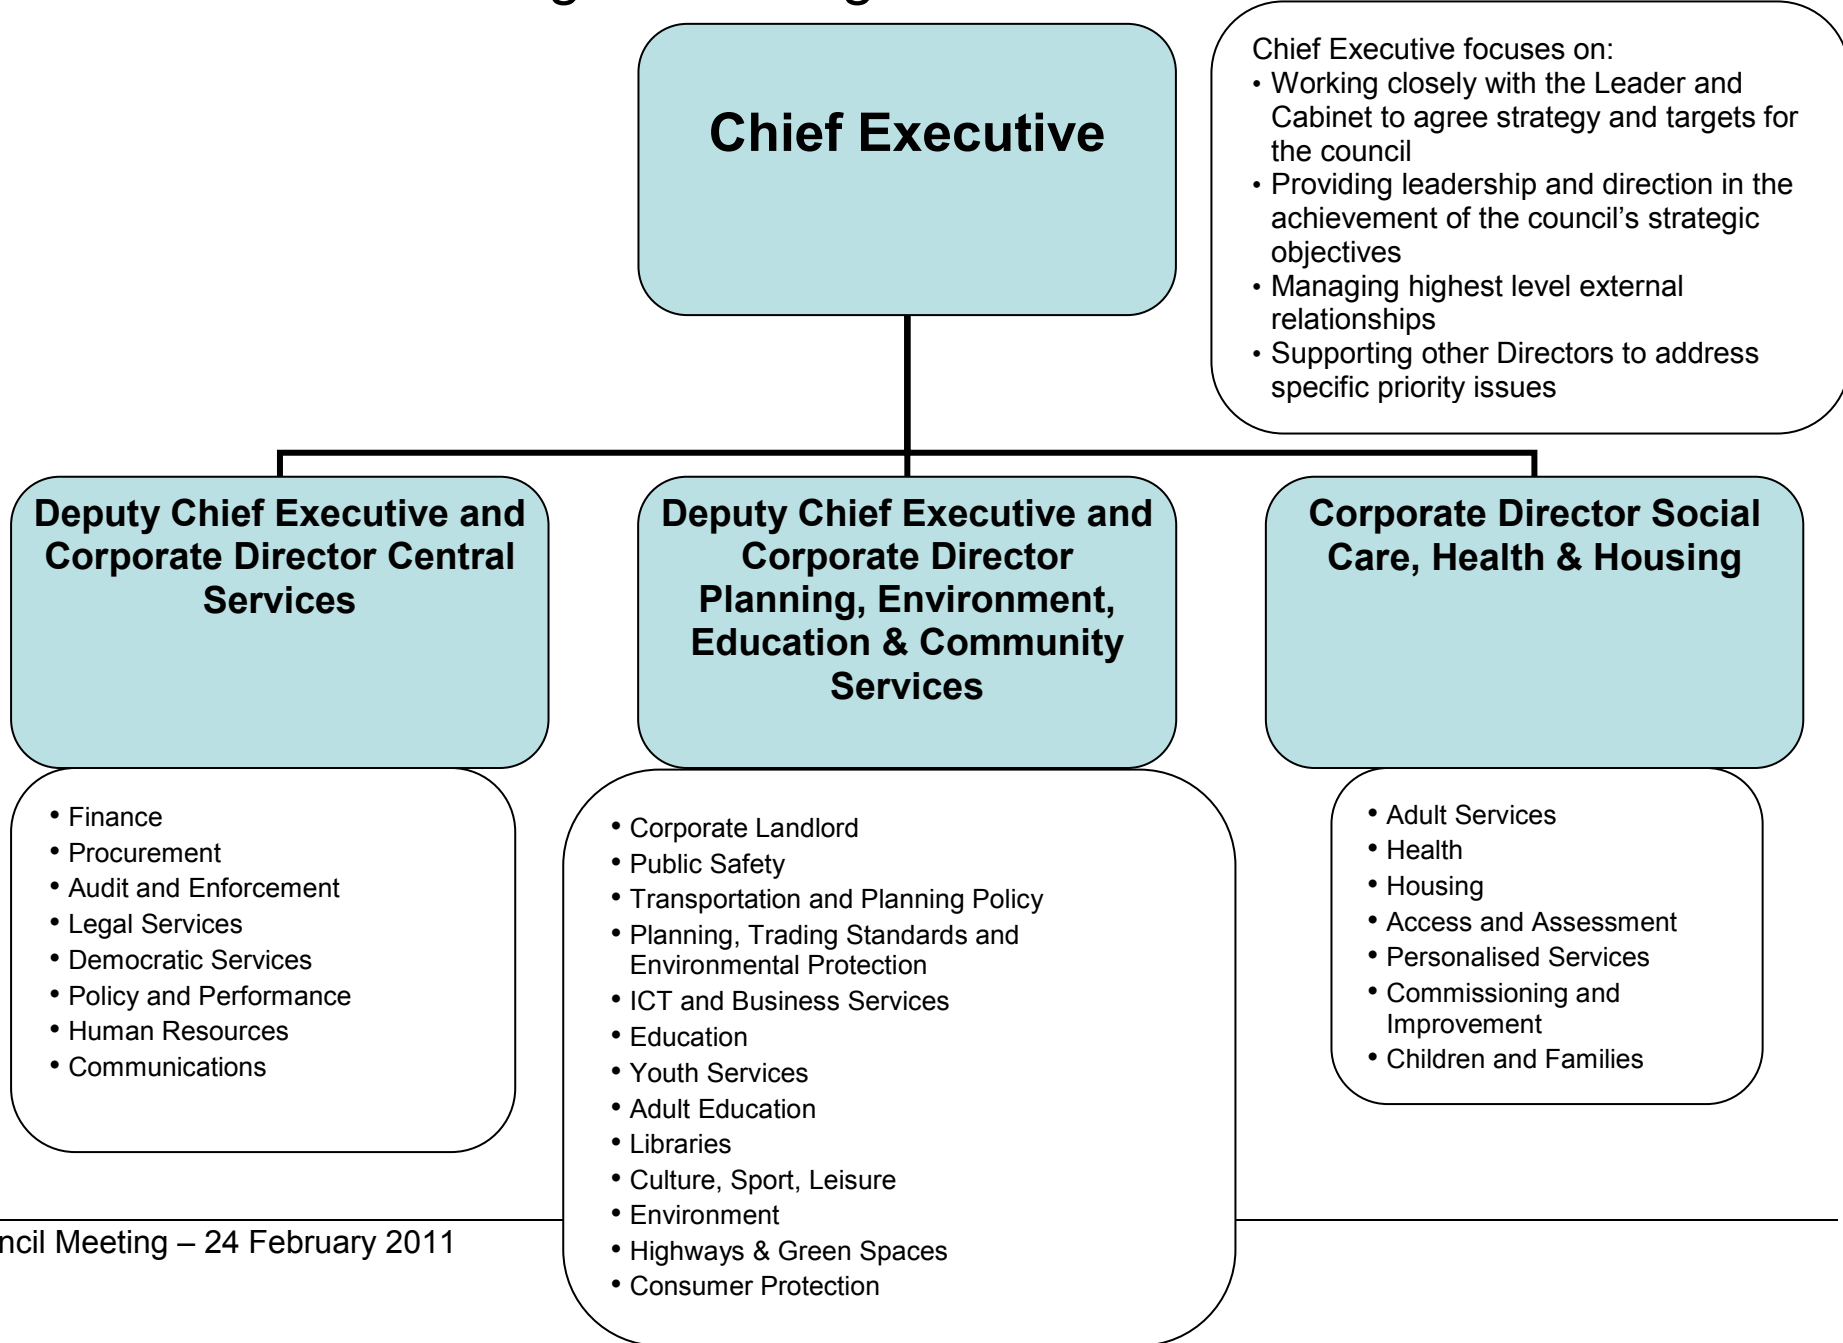 Chief Executive
Chief Executive focuses on:
• Working closely with the Leader and
Cabinet to agree strategy and targets for
the council
• Providing leadership and direction in the
achievement of the council’s strategic
objectives
• Managing highest level external
relationships
• Supporting other Directors to address
specific priority issues
Deputy Chief Executive and
Corporate Director Central
Services
Deputy Chief Executive and
Corporate Director
Planning, Environment,
Education & Community
Services
Corporate Director Social
Care, Health & Housing
• Finance
• Procurement
• Audit and Enforcement
• Legal Services
• Democratic Services
• Policy and Performance
• Human Resources
• Communications
• Corporate Landlord
• Public Safety
• Transportation and Planning Policy
• Planning, Trading Standards and
Environmental Protection
• ICT and Business Services
• Education
• Youth Services
• Adult Education
• Libraries
• Culture, Sport, Leisure
• Environment
• Highways & Green Spaces
• Consumer Protection
• Adult Services
• Health
• Housing
• Access and Assessment
• Personalised Services
• Commissioning and
Improvement
• Children and Families
ncil Meeting – 24 February 2011